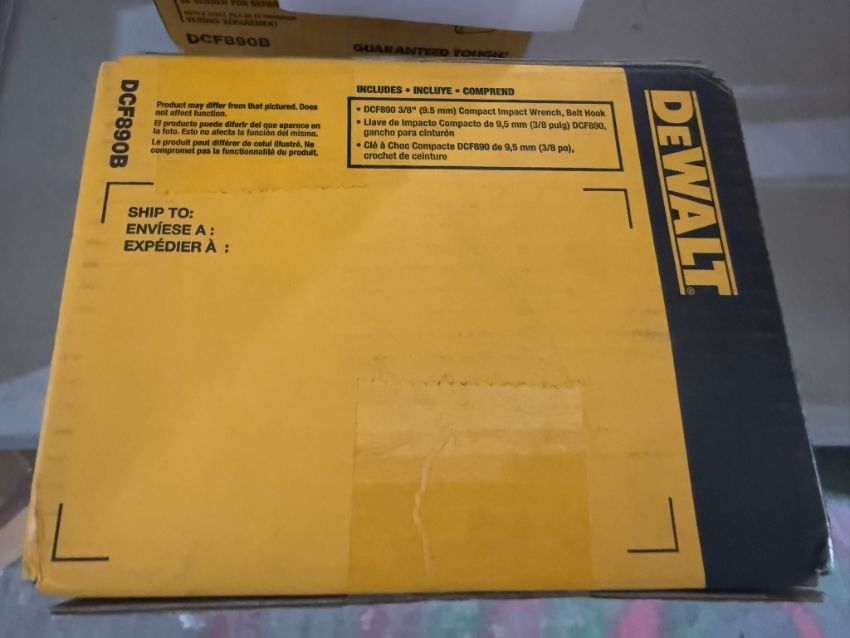 VENDUS SÉPARÉMENT
DCF890B
GUARANTEED TOUGH®
DCF890B
Product may differ from that pictured. Does
not affect function.
El producto puede diferir del que aparece en
la foto. Esto no afecta la función del mismo.
Le produit peut différer de celui illustré. Ne
compromet pas la fonctionnalité du produit.
INCLUDES • INCLUYE • COMPREND
• DCF890 3/8" (9.5 mm) Compact Impact Wrench, Belt Hook
• Llave de Impacto Compacto de 9,5 mm (3/8 pulg) DCF890,
gancho para cinturón
• Clé à Choc Compacte DCF890 de 9,5 mm (3/8 po),
crochet de ceinture
DEWALT®
SHIP TO:
ENVÍESE A :
EXPÉDIER À :